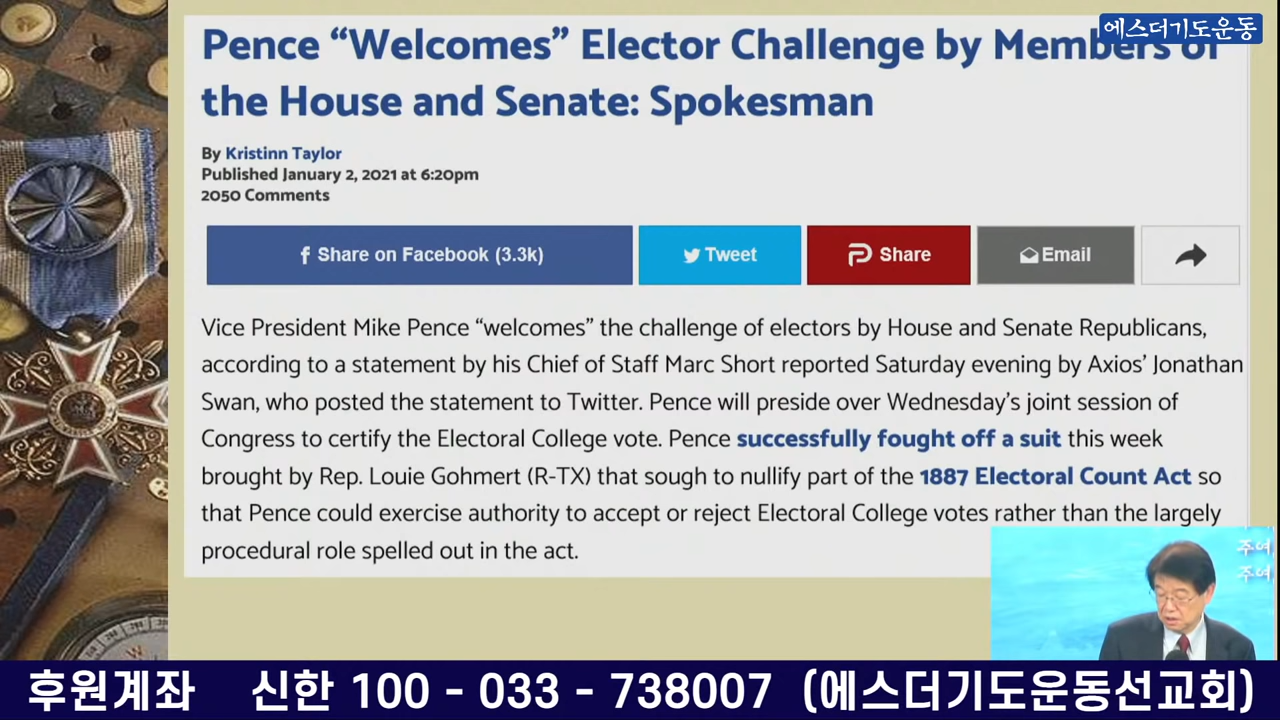 에스더기도운동
Pence “Welcomes” Elector Challenge by Members of
the House and Senate: Spokesman
By Kristinn Taylor
Published January 2, 2021 at 6:20pm
2050 Comments
f Share on Facebook (3.3k)
Tweet
Share
Email
Vice President Mike Pence “welcomes” the challenge of electors by House and Senate Republicans,
according to a statement by his Chief of Staff Marc Short reported Saturday evening by Axios’ Jonathan
Swan, who posted the statement to Twitter. Pence will preside over Wednesday’s joint session of
Congress to certify the Electoral College vote. Pence successfully fought off a suit this week
brought by Rep. Louie Gohmert (R-TX) that sough to nullify part of the 1887 Electoral Count Act so
that Pence could exercise authority to accept or reject Electoral College votes rather than the largely
procedural role spelled out in the act.
주여
주여
후원계좌 신한 100 - 033 - 738007 (에스더기도운동선교회)